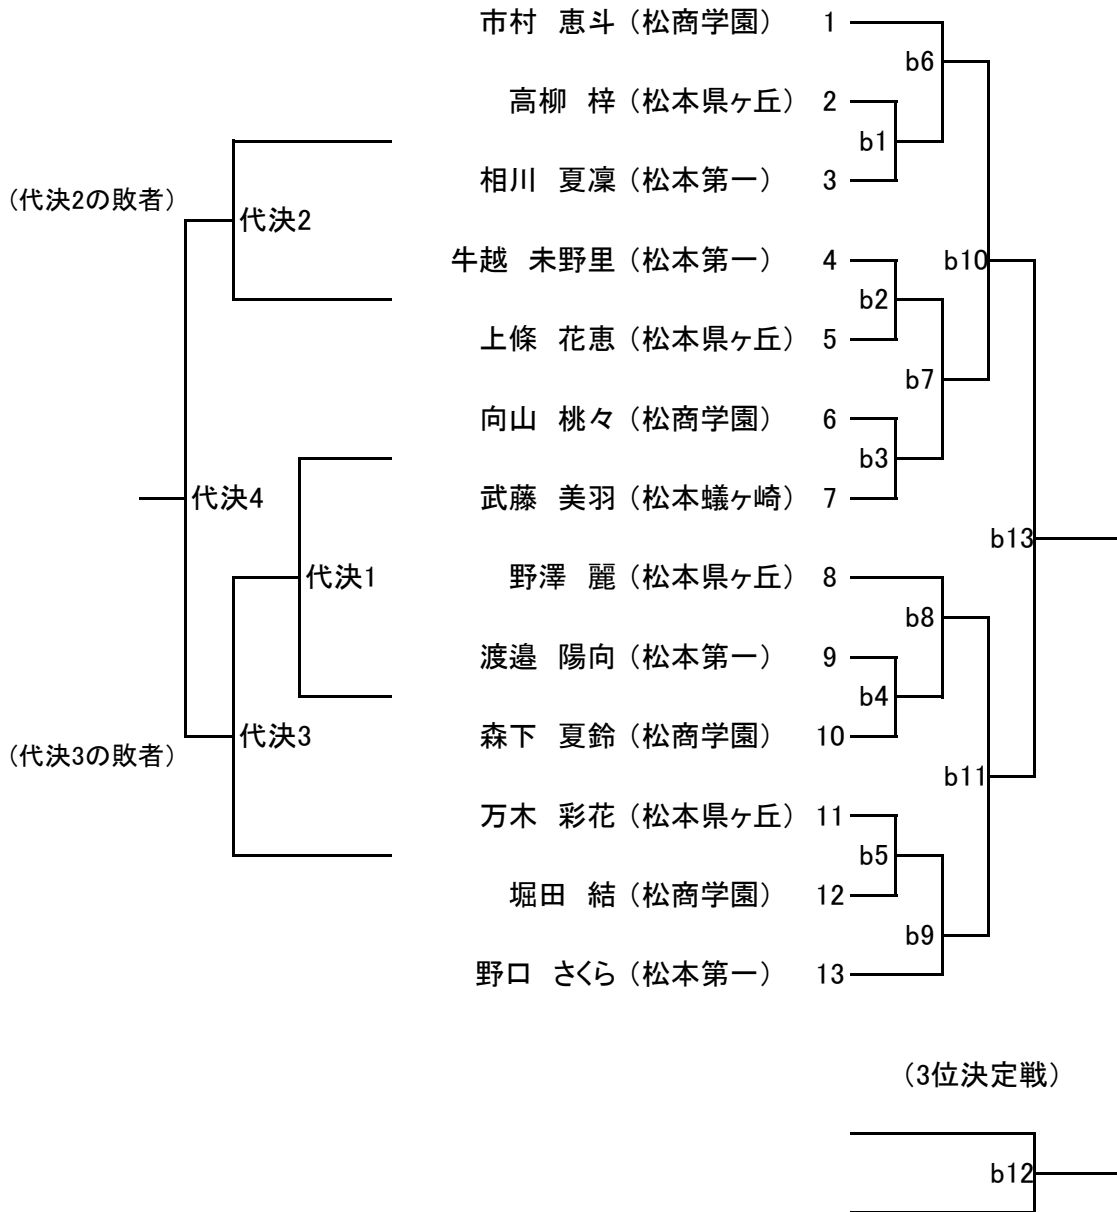 市村　恵斗（松商学園）　1
b6
高柳　梓（松本県ヶ丘）　2
b1
相川　夏凜（松本第一）　3
（代決2の敗者）
代決2
牛越　未野里（松本第一）　4
b10
b2
上條　花恵（松本県ヶ丘）　5
b7
向山　桃々（松商学園）　6
b3
代決4
武藤　美羽（松本蟻ヶ崎）　7
b13
代決1
野澤　麗（松本県ヶ丘）　8
b8
渡邉　陽向（松本第一）　9
b4
（代決3の敗者）
代決3
森下　夏鈴（松商学園）　10
b11
万木　彩花（松本県ヶ丘）　11
b5
堀田　結（松商学園）　12
b9
野口　さくら（松本第一）　13
（3位決定戦）
b12